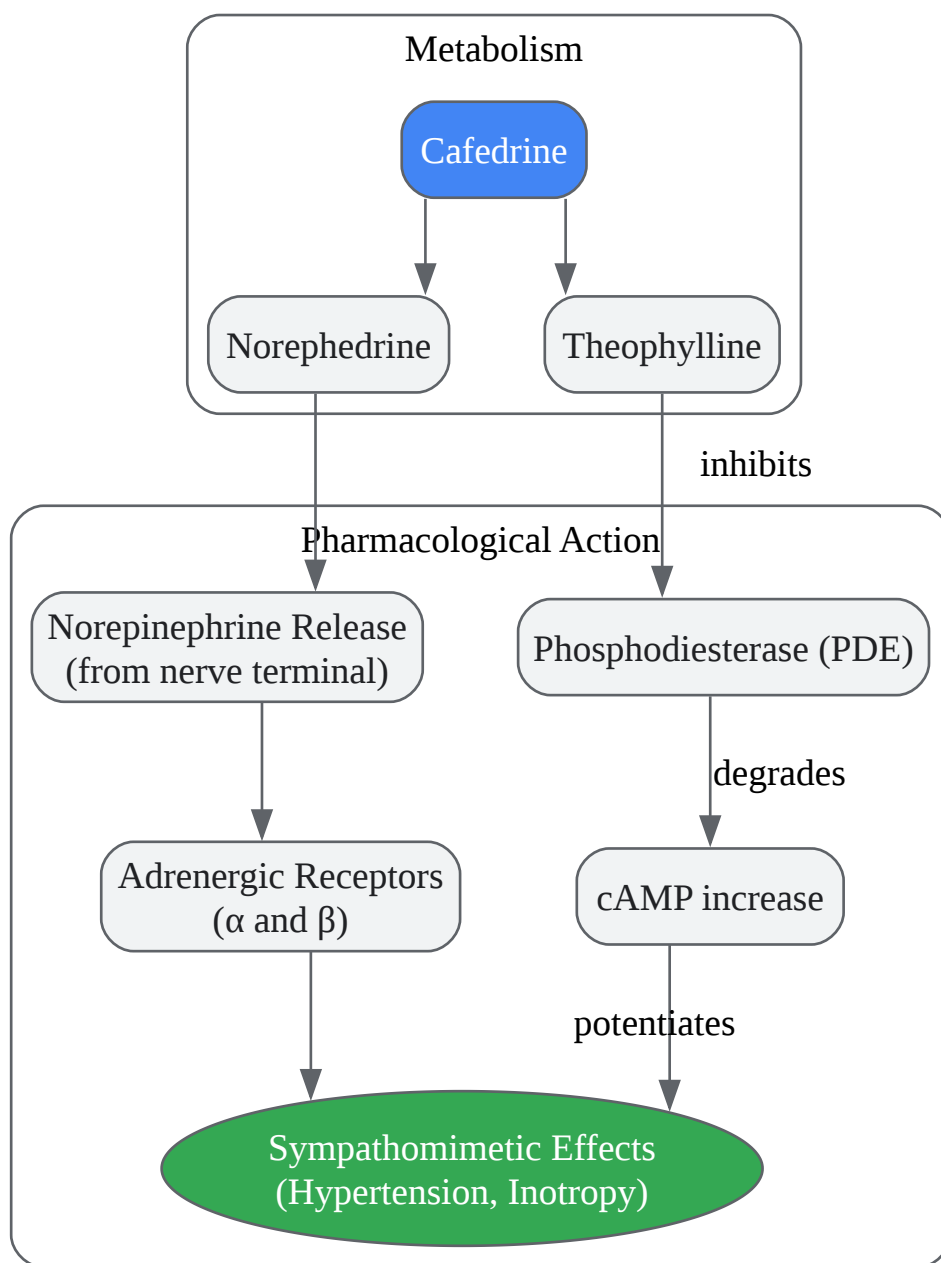 Metabolism
Cafedrine
Norephedrine
Theophylline
inhibits
Pharmacological Action
Norepinephrine Release
(from nerve terminal)
Phosphodiesterase (PDE)
degrades
Adrenergic Receptors
(α and β)
cAMP increase
potentiates
Sympathomimetic Effects
(Hypertension, Inotropy)